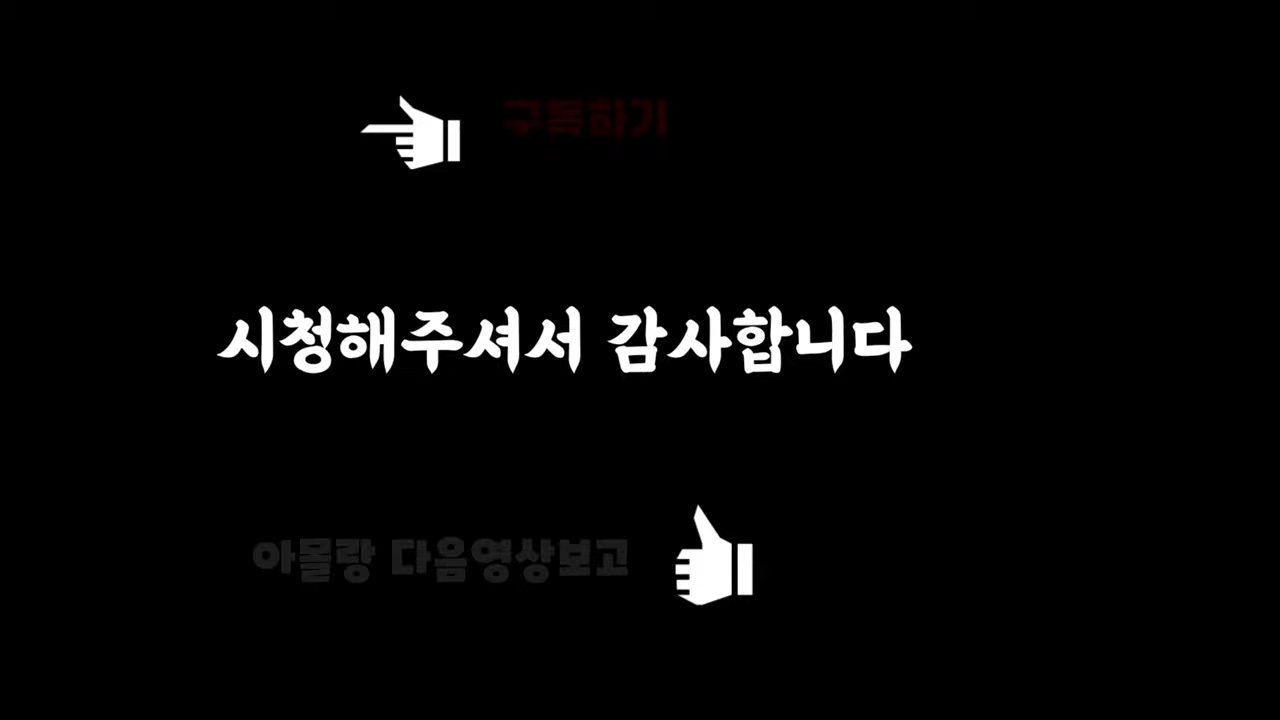 구독하기
시청해주셔서 감사합니다
아몰랑 다음영상보고